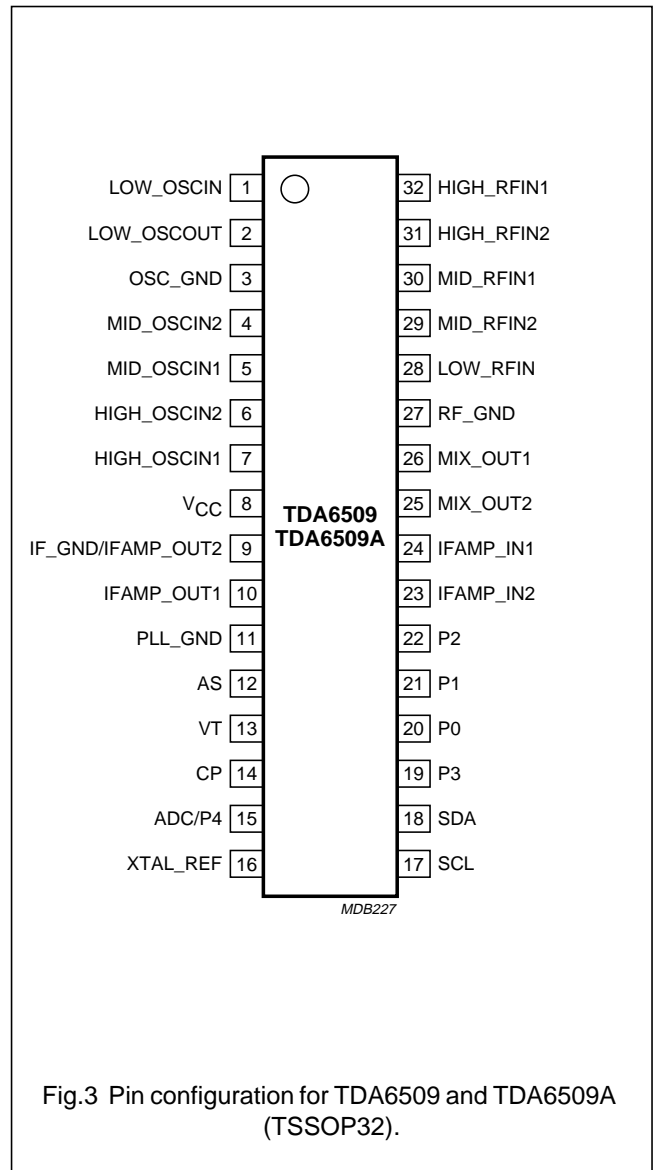 LOW_OSCIN 1 32 HIGH_RFIN1
LOW_OSCOUT 2 31 HIGH_RFIN2
OSC_GND 3 30 MID_RFIN1
MID_OSCIN2 4 29 MID_RFIN2
MID_OSCIN1 5 28 LOW_RFIN
HIGH_OSCIN2 6 27 RF_GND
HIGH_OSCIN1 7 26 MIX_OUT1
VCC 8 25 MIX_OUT2
TDA6509
TDA6509A
IF_GND/IFAMP_OUT2 9 24 IFAMP_IN1
IFAMP_OUT1 10 23 IFAMP_IN2
PLL_GND 11 22 P2
AS 12 21 P1
VT 13 20 P0
CP 14 19 P3
ADC/P4 15 18 SDA
XTAL_REF 16 17 SCL
MDB227
Fig.3 Pin configuration for TDA6509 and TDA6509A
(TSSOP32).